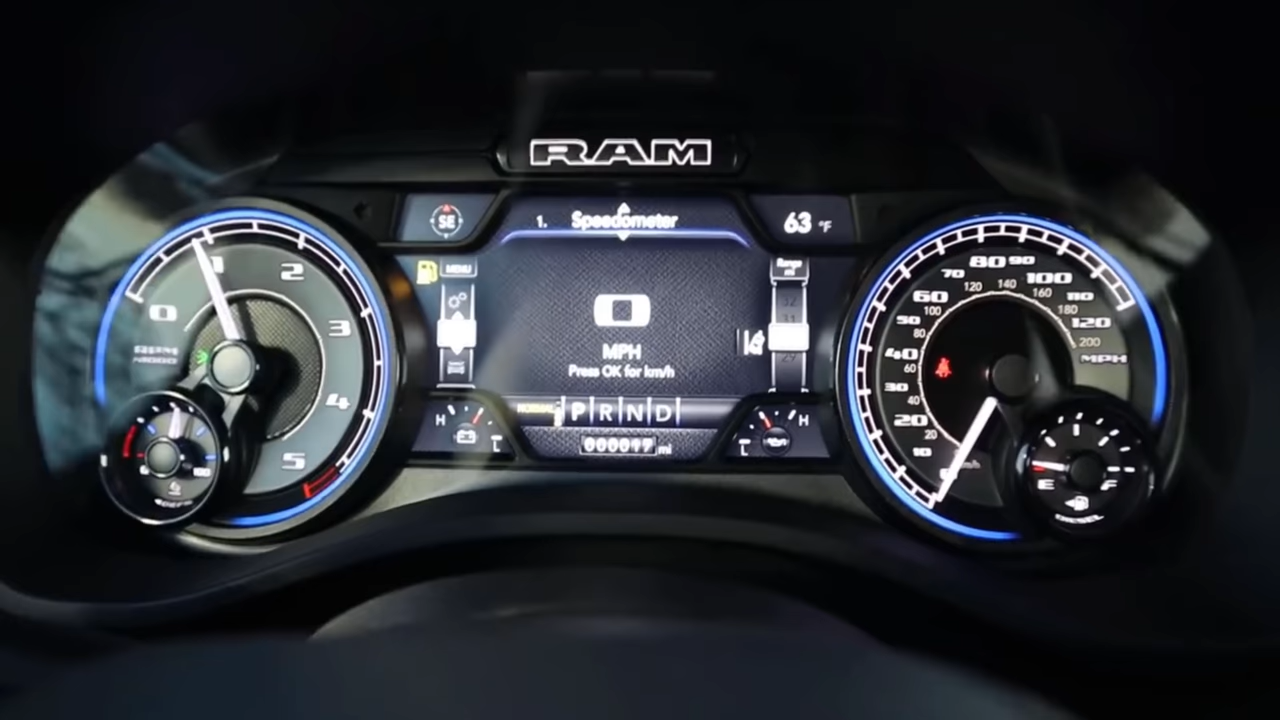 RAM
SE
1. Speedometer
63 °F
MENU
Range
mi
0
MPH
Press OK for km/h
NORMAL P R N D
000017 mi
H L
L H
0 1 2 3 4 5
10 20 30 40 50 60 70 80 90 100 110 120 MPH
20 40 60 80 100 120 140 160 180 200
E F
DIESEL